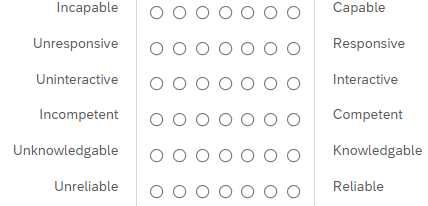 Incapable Capable
Unresponsive Responsive
Uninteractive Interactive
Incompetent Competent
Unknowledgable Knowledgable
Unreliable Reliable